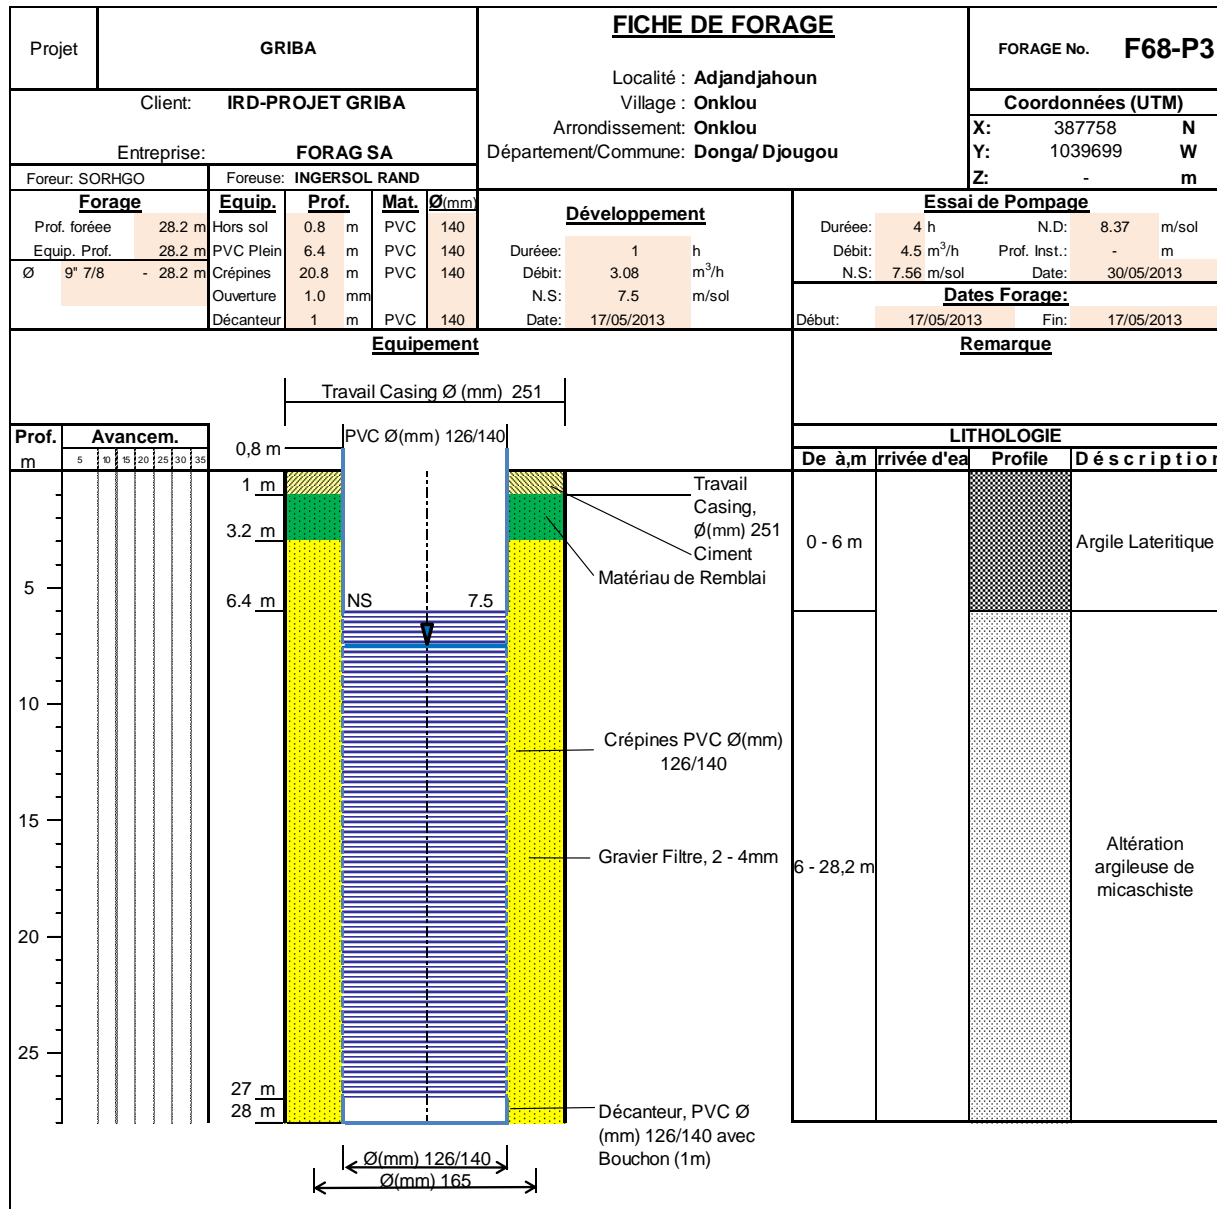 Projet GRIBA
FICHE DE FORAGE
FORAGE No. F68-P3
Localité : Adjandjahoun
Client: IRD-PROJET GRIBA
Village : Onklou
Coordonnées (UTM)
Arrondissement: Onklou
X: 387758 N
Entreprise: FORAG SA
Département/Commune: Donga/ Djougou
Y: 1039699 W
Foreur: SORHGO
Foreuse: INGERSOL RAND
Z: - m
Forage
Prof. foréee 28.2 m
Equip. Prof. 28.2 m
Ø 9" 7/8 - 28.2 m
Equip. Prof. Mat. Ø(mm)
Hors sol 0.8 m PVC 140
PVC Plein 6.4 m PVC 140
Crépines 20.8 m PVC 140
Ouverture 1.0 mm
Décanteur 1 m PVC 140
Développement
Duréee: 1 h
Débit: 3.08 m³/h
N.S: 7.5 m/sol
Date: 17/05/2013
Essai de Pompage
Duréee: 4 h N.D: 8.37 m/sol
Débit: 4.5 m³/h Prof. Inst.: - m
N.S: 7.56 m/sol Date: 30/05/2013
Dates Forage:
Début: 17/05/2013 Fin: 17/05/2013
Equipement
Remarque
Travail Casing Ø (mm) 251
Prof. m
Avancem.
5 10 15 20 25 30 35
0,8 m
PVC Ø(mm) 126/140
LITHOLOGIE
De à,m rrivée d'ea Profile Déscription
1 m
Travail
Casing,
Ø(mm) 251
3.2 m
Ciment
Matériau de Remblai
0 - 6 m
Argile Lateritique
5
6.4 m
NS 7.5
10
Crépines PVC Ø(mm)
126/140
15
Gravier Filtre, 2 - 4mm
6 - 28,2 m
Altération
argileuse de
micaschiste
20
25
27 m
28 m
Décanteur, PVC Ø
(mm) 126/140 avec
Bouchon (1m)
Ø(mm) 126/140
Ø(mm) 165